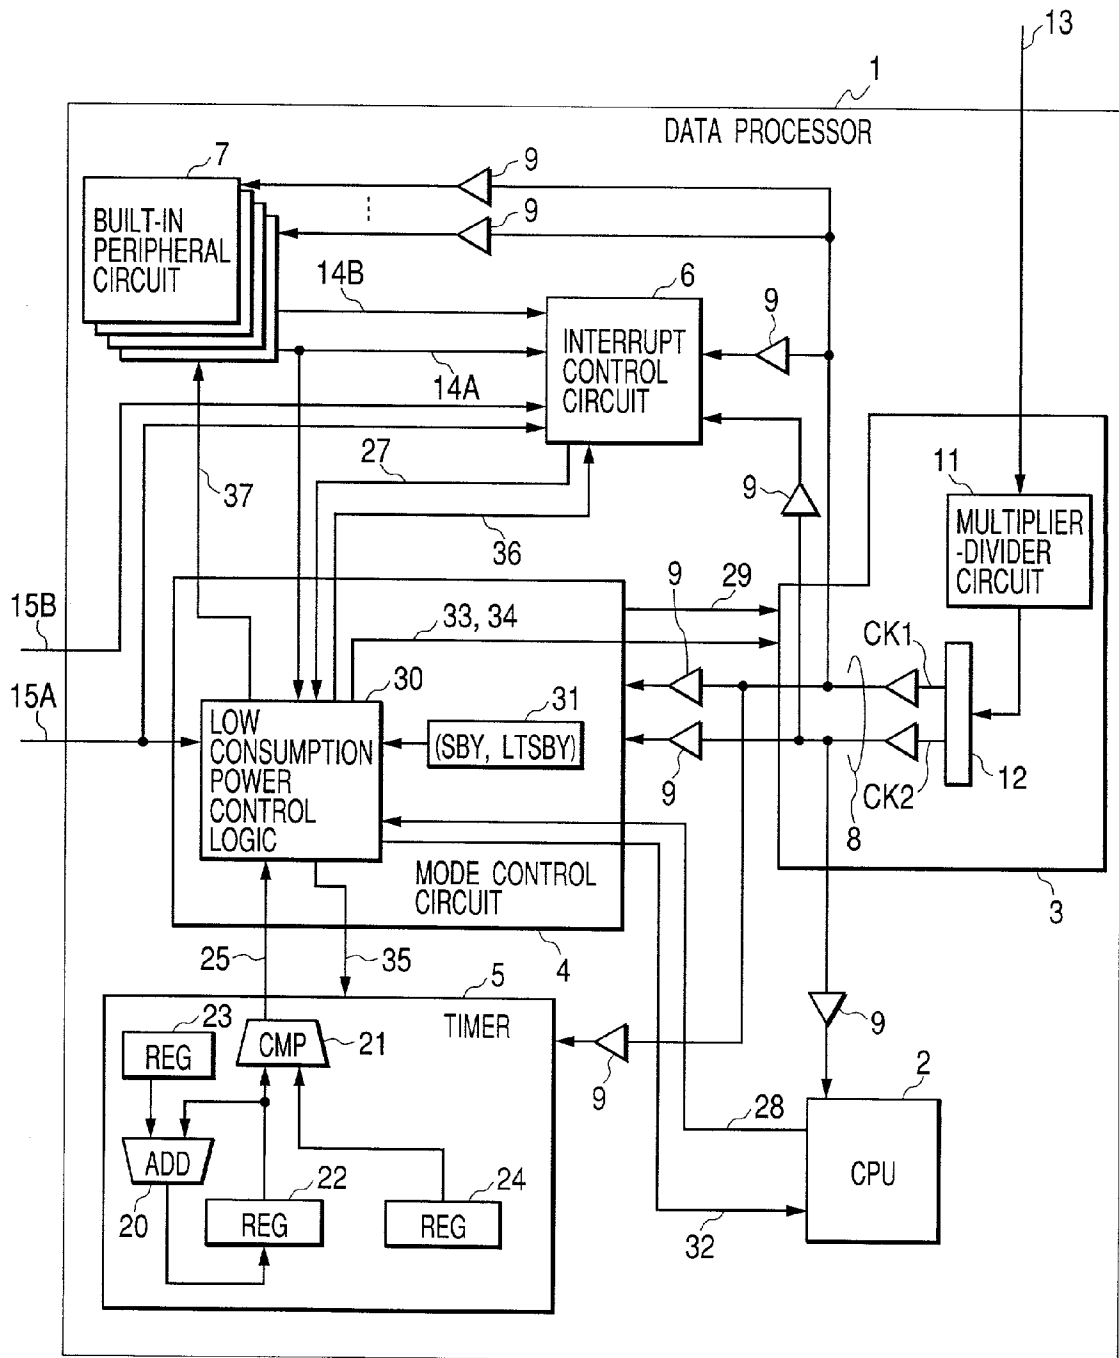 13
1
DATA PROCESSOR
7
9
BUILT-IN
PERIPHERAL
CIRCUIT
9
14B
6
9
INTERRUPT
CONTROL
CIRCUIT
14A
27
37
36
9
11
MULTIPLIER
-DIVIDER
CIRCUIT
15B
9
29
33, 34
CK1
15A
30
31
LOW
CONSUMPTION
POWER
CONTROL
LOGIC
(SBY, LTSBY)
9
8
CK2
12
MODE CONTROL
CIRCUIT
3
25
35
4
5
TIMER
9
23
REG
CMP
21
9
2
28
ADD
CPU
20
22
REG
24
REG
32